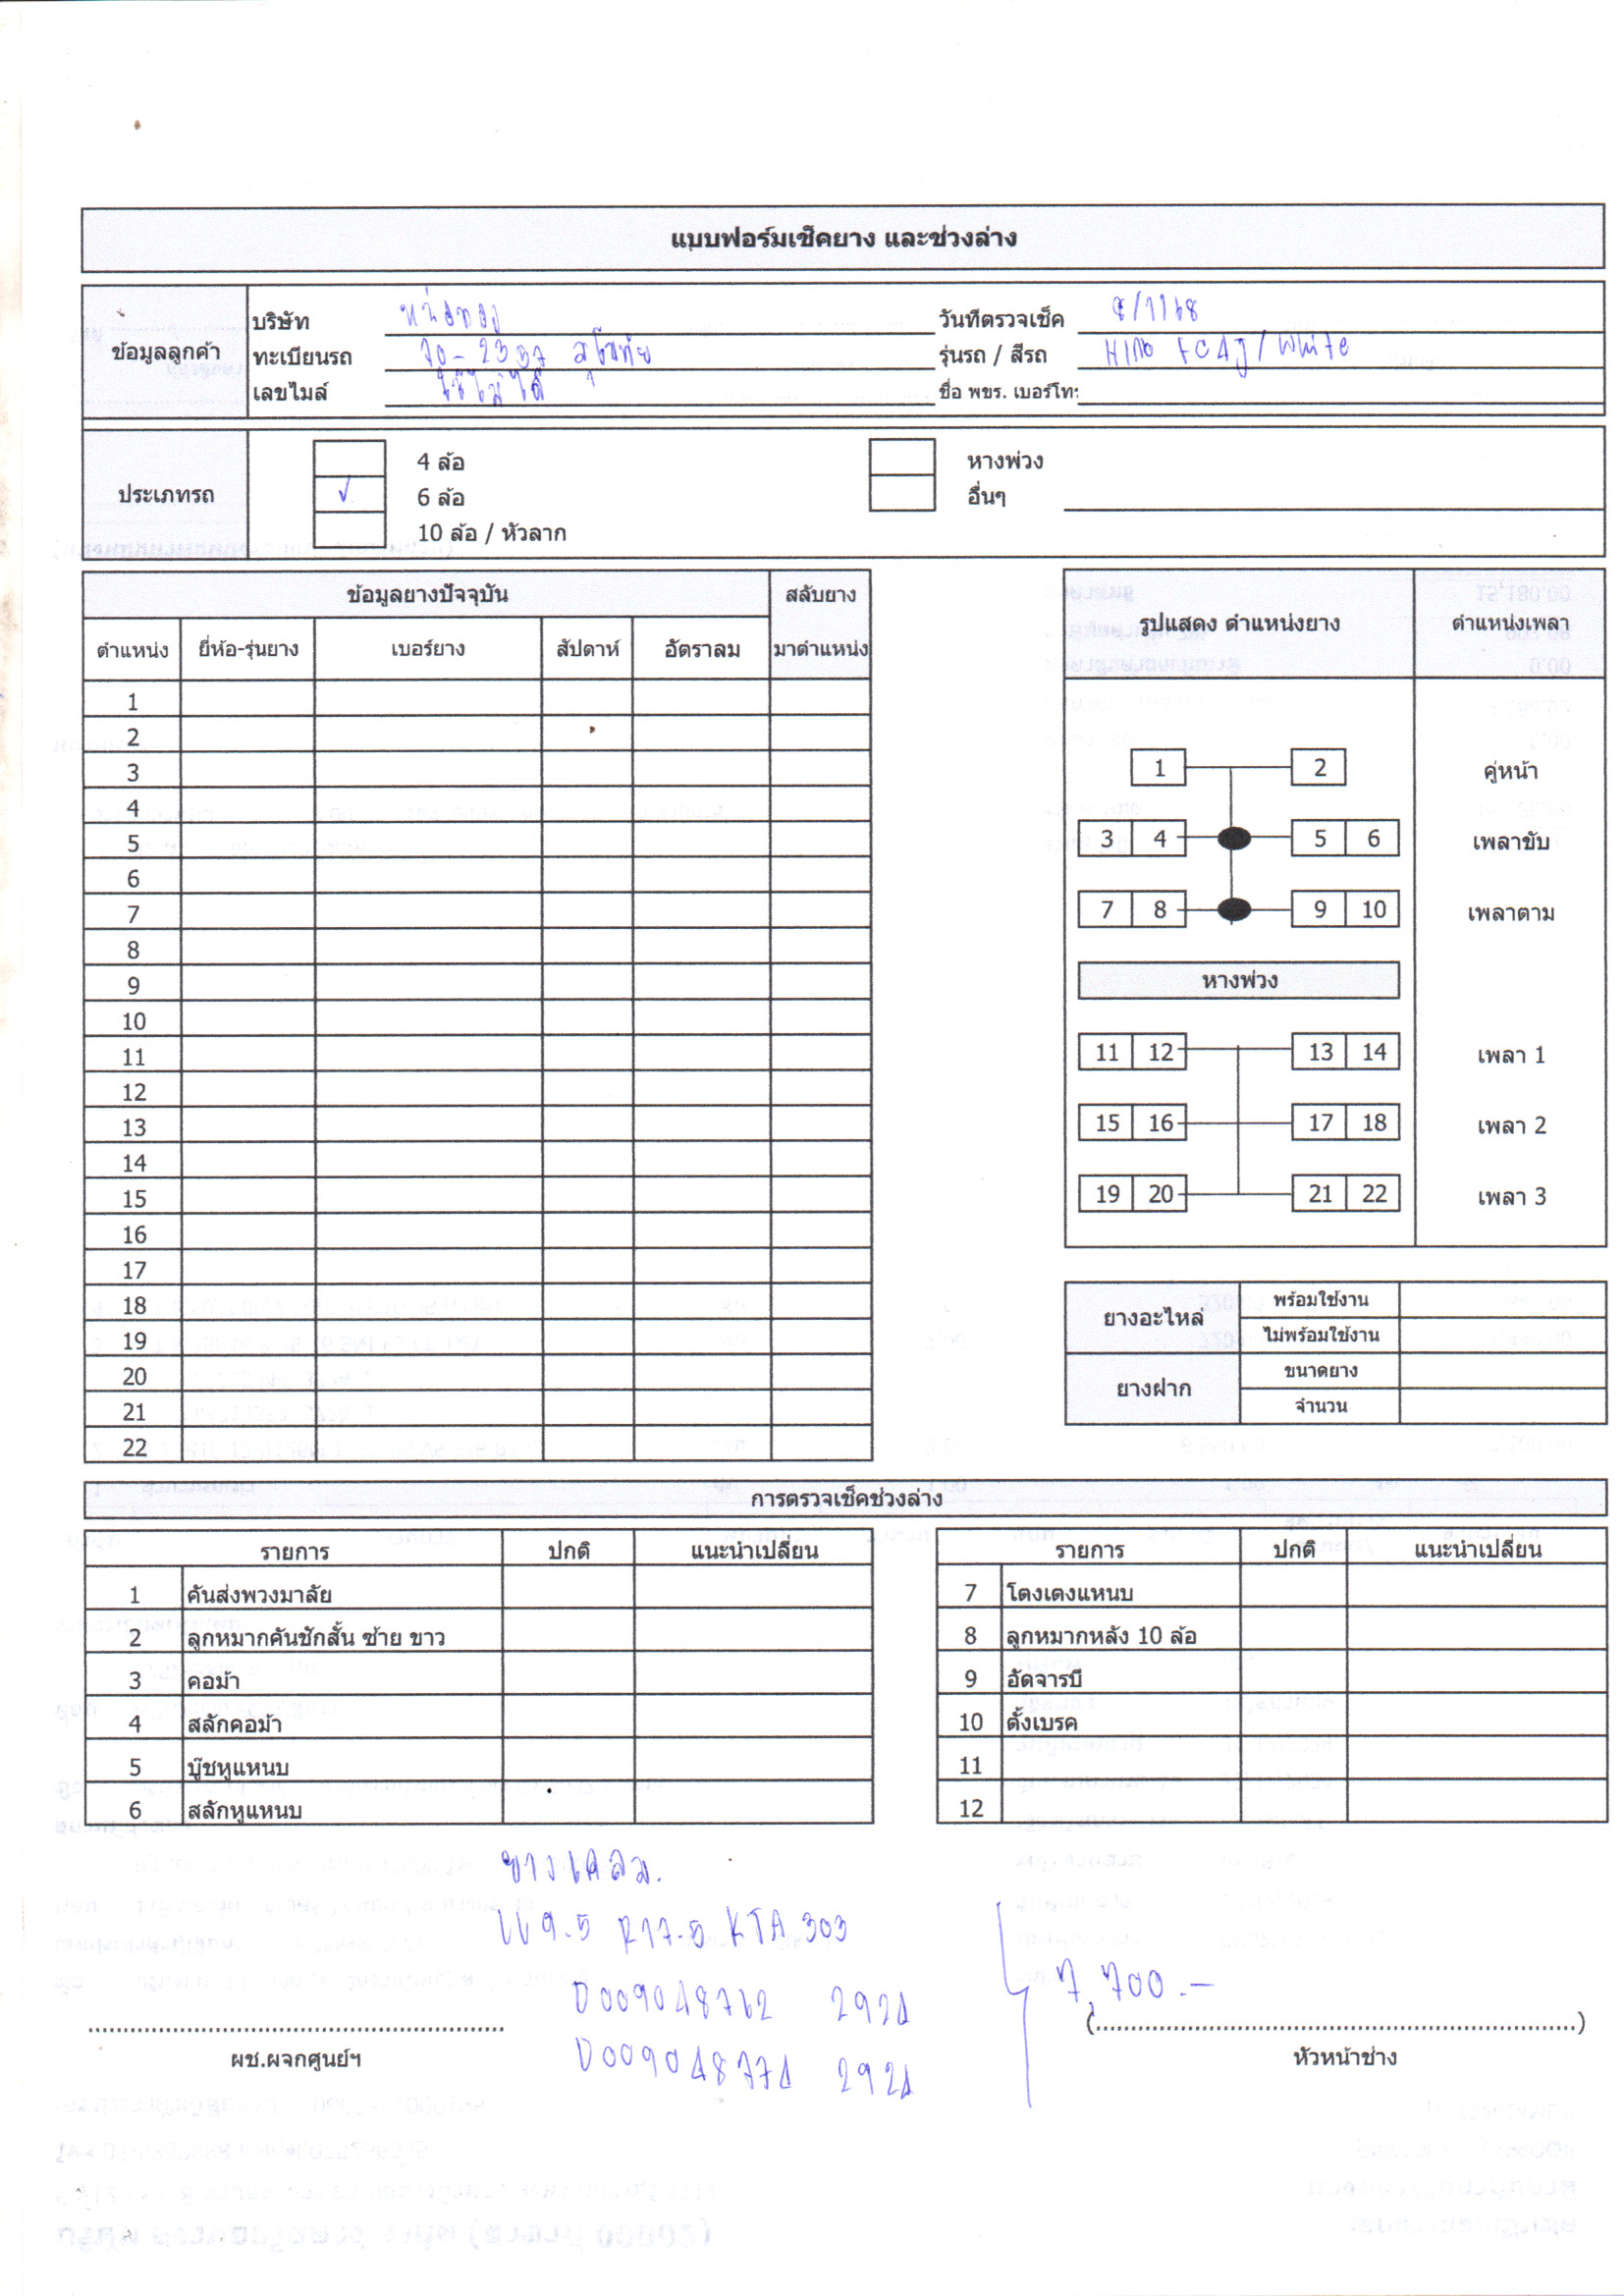 แบบฟอร์มเช็คยาง และช่วงล่าง
ข้อมูลลูกค้า
บริษัท หน่อทอง วันที่ตรวจเช็ค 8/1/68
ทะเบียนรถ 70-2337 สุโขทัย รุ่นรถ / สีรถ HINO FC4J / White
เลขไมล์ ใช้ไม่ได้ ชื่อ พขร. เบอร์โทร
ประเภทรถ
4 ล้อ หางพ่วง
✓ 6 ล้อ อื่นๆ
10 ล้อ / หัวลาก
ข้อมูลยางปัจจุบัน สลับยาง
ตำแหน่ง ยี่ห้อ-รุ่นยาง เบอร์ยาง สัปดาห์ อัตราลม มาตำแหน่ง
1
2
3
4
5
6
7
8
9
10
11
12
13
14
15
16
17
18
19
20
21
22
รูปแสดง ตำแหน่งยาง ตำแหน่งเพลา
1 2 คู่หน้า
3 4 5 6 เพลาขับ
7 8 9 10 เพลาตาม
หางพ่วง
11 12 13 14 เพลา 1
15 16 17 18 เพลา 2
19 20 21 22 เพลา 3
ยางอะไหล่ พร้อมใช้งาน
ไม่พร้อมใช้งาน
ยางฝาก ขนาดยาง
จำนวน
การตรวจเช็คช่วงล่าง
รายการ ปกติ แนะนำเปลี่ยน
1 คันส่งพวงมาลัย
2 ลูกหมากคันชักสั้น ซ้าย ขาว
3 คอม้า
4 สลักคอม้า
5 บู๊ชหูแหนบ
6 สลักหูแหนบ
รายการ ปกติ แนะนำเปลี่ยน
7 โตงเตงแหนบ
8 ลูกหมากหลัง 10 ล้อ
9 อัดจารบี
10 ตั้งเบรค
11
12
ยางเคลม.
9.5 R17.5 KTA 303
D009048762 2924
D009048774 2924
7,700.-
ผช.ผจกศูนย์ฯ
(....................)
หัวหน้าช่าง